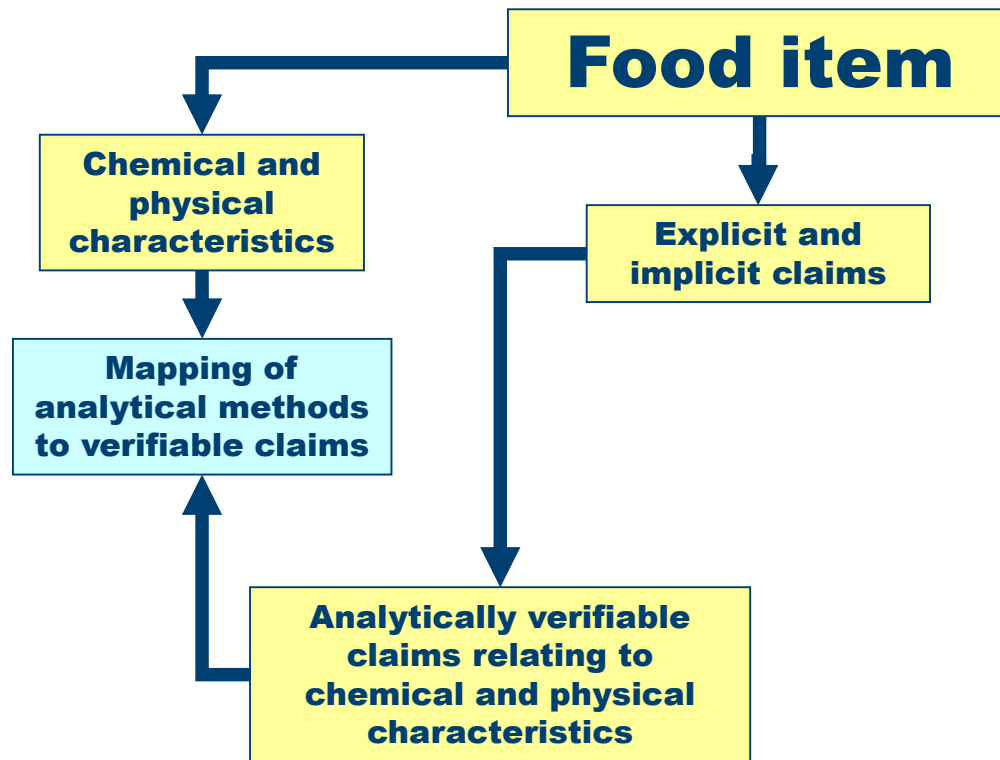 Food item
Chemical and
physical
characteristics
Explicit and
implicit claims
Mapping of
analytical methods
to verifiable claims
Analytically verifiable
claims relating to
chemical and physical
characteristics